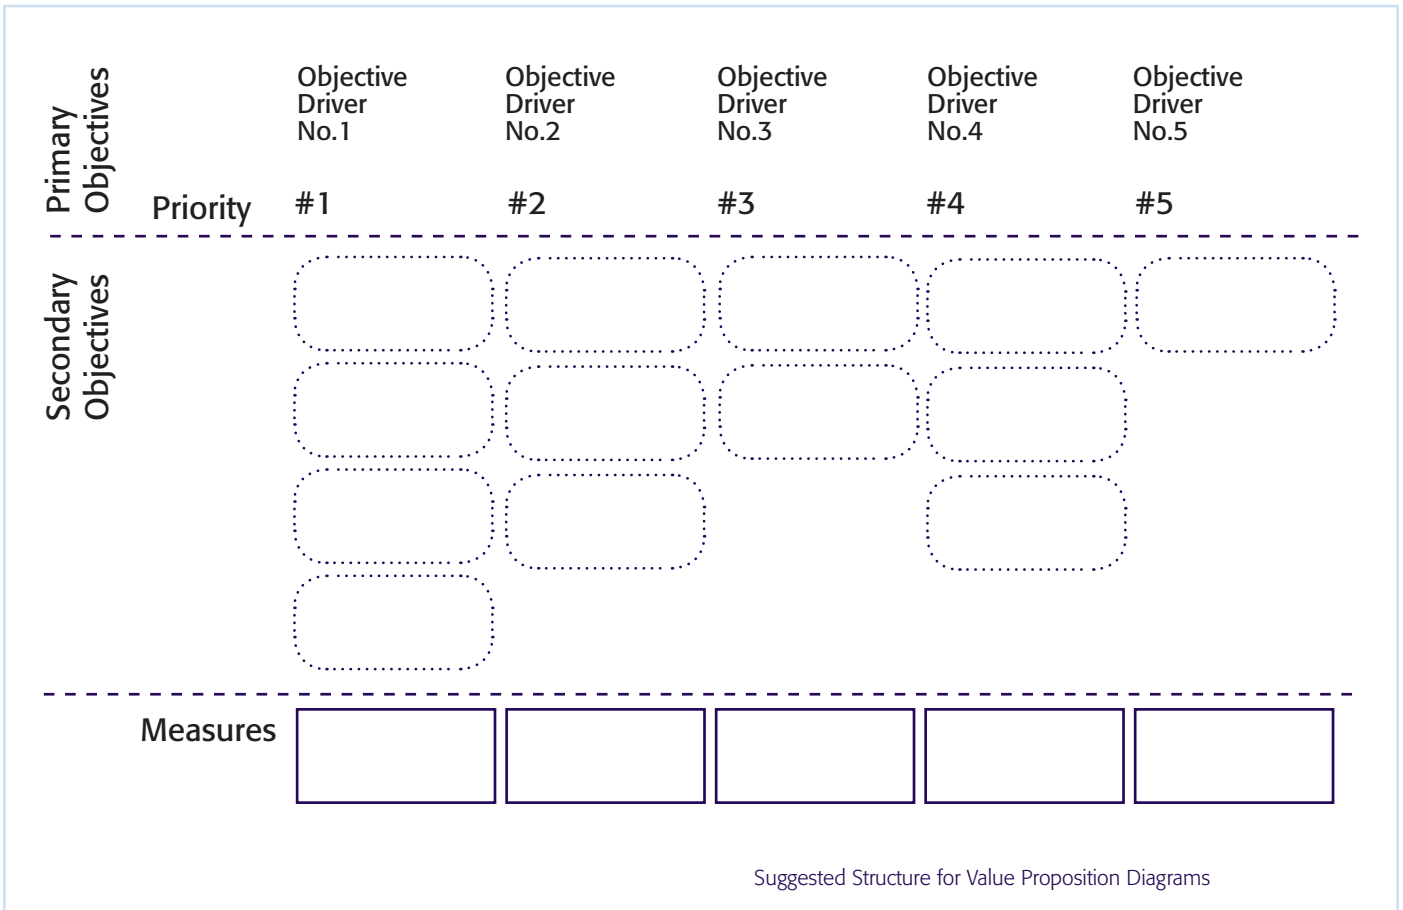 Primary
Objectives
Objective
Driver
No.1
Objective
Driver
No.2
Objective
Driver
No.3
Objective
Driver
No.4
Objective
Driver
No.5
Priority #1 #2 #3 #4 #5
Secondary
Objectives
Measures
Suggested Structure for Value Proposition Diagrams